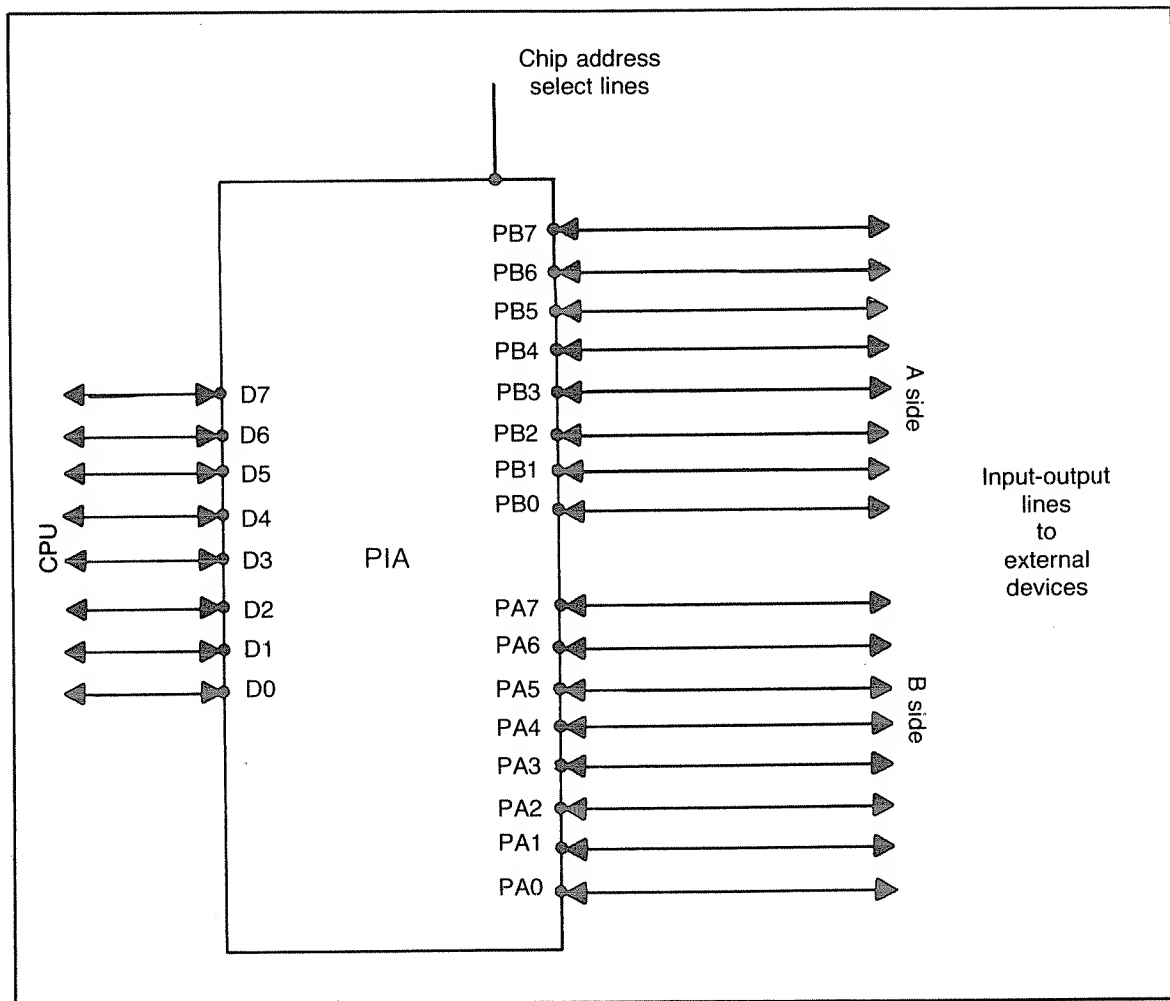 Chip address
select lines
PB7
PB6
PB5
PB4
PB3
PB2
PB1
PB0
A side
D7
D6
D5
D4
D3
D2
D1
D0
CPU
PIA
PA7
PA6
PA5
PA4
PA3
PA2
PA1
PA0
B side
Input-output
lines
to
external
devices